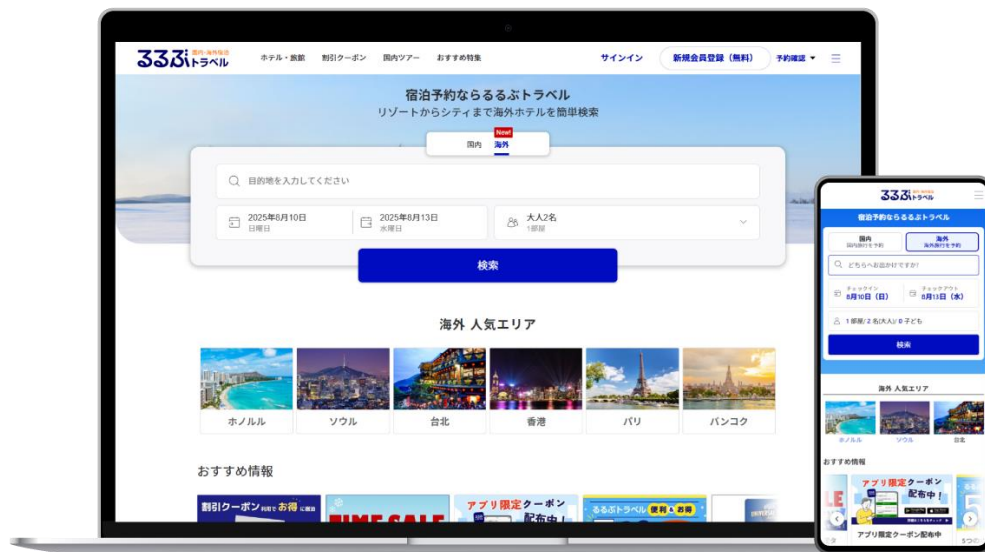 るるぶトラベル
国内・海外宿泊
ホテル・旅館
割引クーポン
国内ツアー
おすすめ特集
サインイン
新規会員登録（無料）
予約確認
宿泊予約ならるるぶトラベル
リゾートからシティまで海外ホテルを簡単検索
New!
国内
海外
目的地を入力してください
2025年8月10日
日曜日
2025年8月13日
水曜日
大人2名
1部屋
検索
海外 人気エリア
ホノルル
ソウル
台北
香港
パリ
バンコク
おすすめ情報
割引クーポン
お得
TIME SALE
アプリ限定クーポン
配布中！
るるぶトラベル 便利＆お得
るるぶトラベル
宿泊予約ならるるぶトラベル
国内
国内旅行を予約
海外
海外旅行を予約
どちらへお出かけですか?
チェックイン
8月10日（日）
チェックアウト
8月13日（水）
1 部屋/ 2 名(大人)/ 0 子ども
検索
海外 人気エリア
ホノルル
ソウル
台北
おすすめ情報
アプリ限定クーポン
配布中！
アプリ限定クーポン配布中